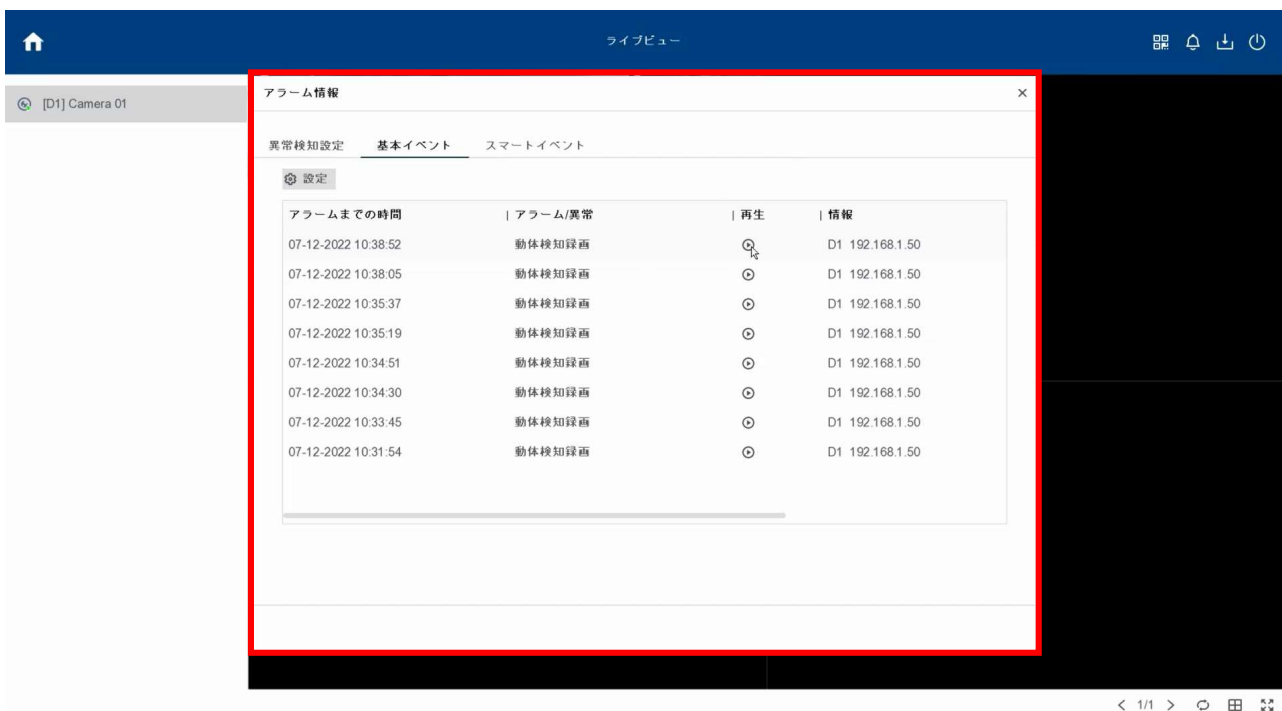 ライブビュー
[D1] Camera 01
アラーム情報
異常検知設定 基本イベント スマートイベント
設定
アラームまでの時間 | アラーム/異常 | 再生 | 情報
07-12-2022 10:38:52 動体検知録画 D1 192.168.1.50
07-12-2022 10:38:05 動体検知録画 D1 192.168.1.50
07-12-2022 10:35:37 動体検知録画 D1 192.168.1.50
07-12-2022 10:35:19 動体検知録画 D1 192.168.1.50
07-12-2022 10:34:51 動体検知録画 D1 192.168.1.50
07-12-2022 10:34:30 動体検知録画 D1 192.168.1.50
07-12-2022 10:33:45 動体検知録画 D1 192.168.1.50
07-12-2022 10:31:54 動体検知録画 D1 192.168.1.50
1/1